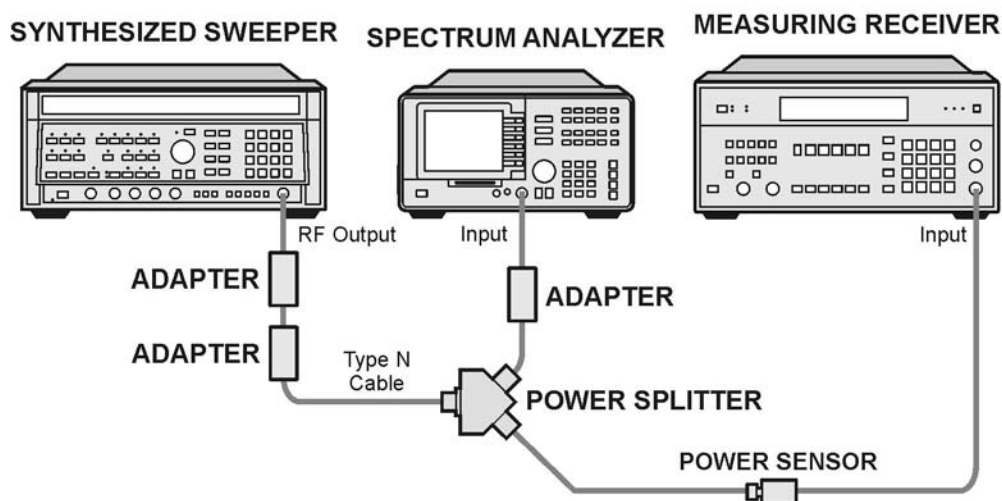 SYNTHESIZED SWEEPER
SPECTRUM ANALYZER
MEASURING RECEIVER
RF Output
Input
Input
ADAPTER
ADAPTER
ADAPTER
Type N
Cable
POWER SPLITTER
POWER SENSOR